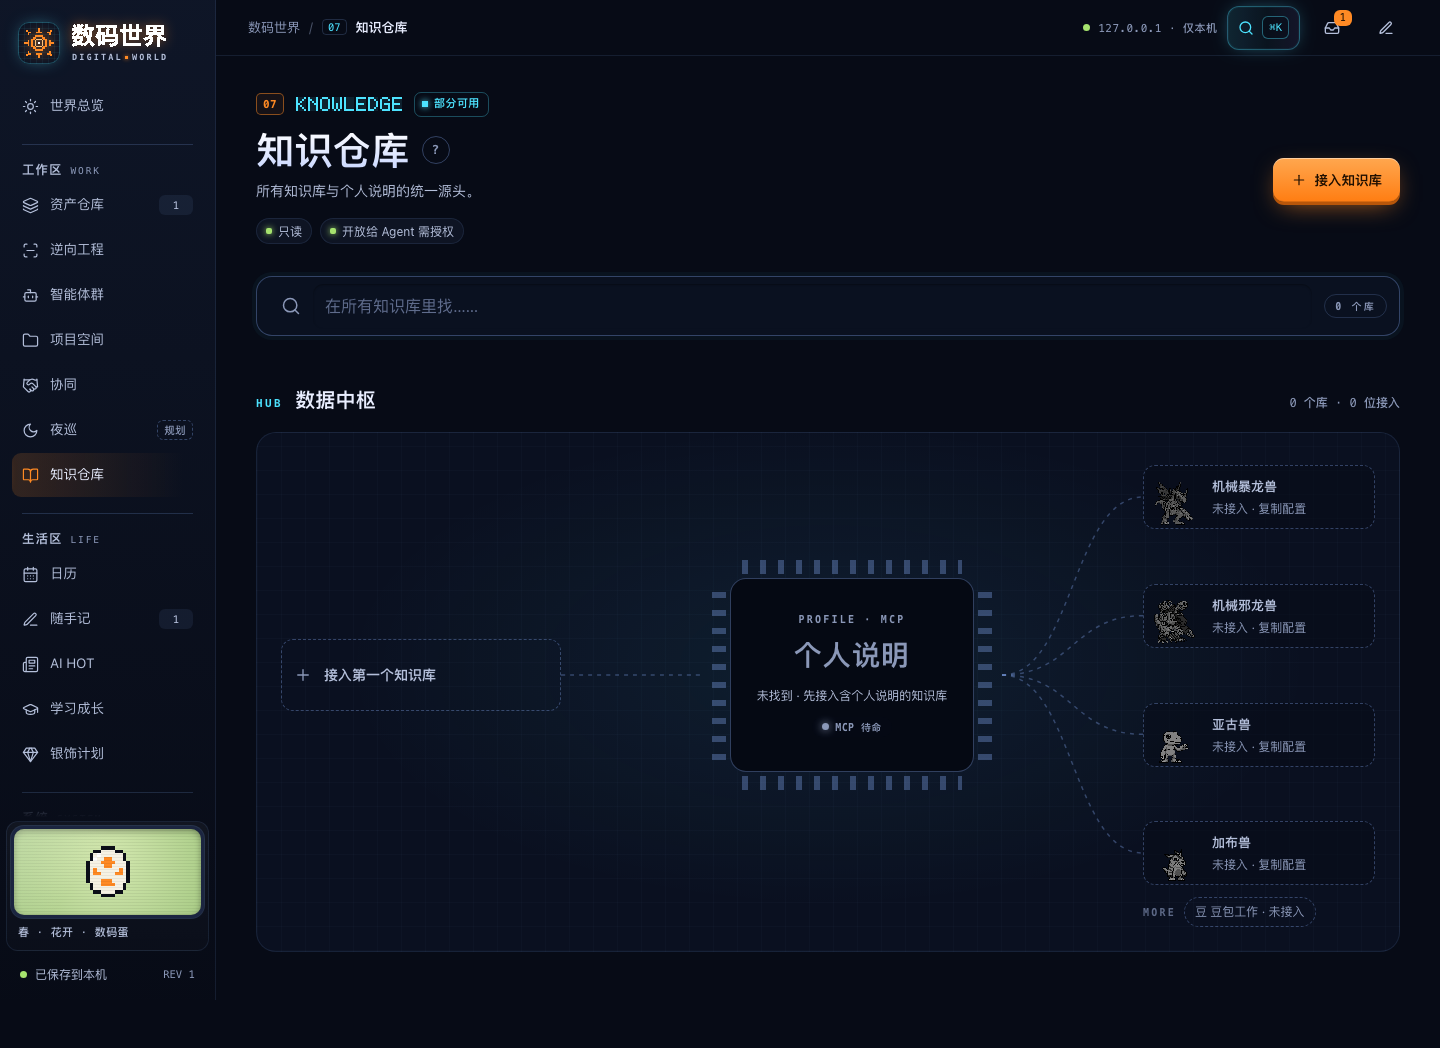 数码世界
DIGITAL WORLD
世界总览
工作区 WORK
资产仓库 1
逆向工程
智能体群
项目空间
协同
夜巡 规划
知识仓库
生活区 LIFE
日历
随手记 1
AI HOT
学习成长
银饰计划
春 · 花开 · 数码蛋
已保存到本机 REV 1
数码世界 / 07 知识仓库
127.0.0.1 · 仅本机
⌘K
1
07 KNOWLEDGE 部分可用
知识仓库 ?
所有知识库与个人说明的统一源头。
只读 开放给 Agent 需授权
+ 接入知识库
在所有知识库里找……
0 个库
HUB 数据中枢
0 个库 · 0 位接入
+ 接入第一个知识库
PROFILE · MCP
个人说明
未找到 · 先接入含个人说明的知识库
MCP 待命
机械暴龙兽
未接入 · 复制配置
机械邪龙兽
未接入 · 复制配置
亚古兽
未接入 · 复制配置
加布兽
未接入 · 复制配置
MORE 豆 豆包工作 · 未接入